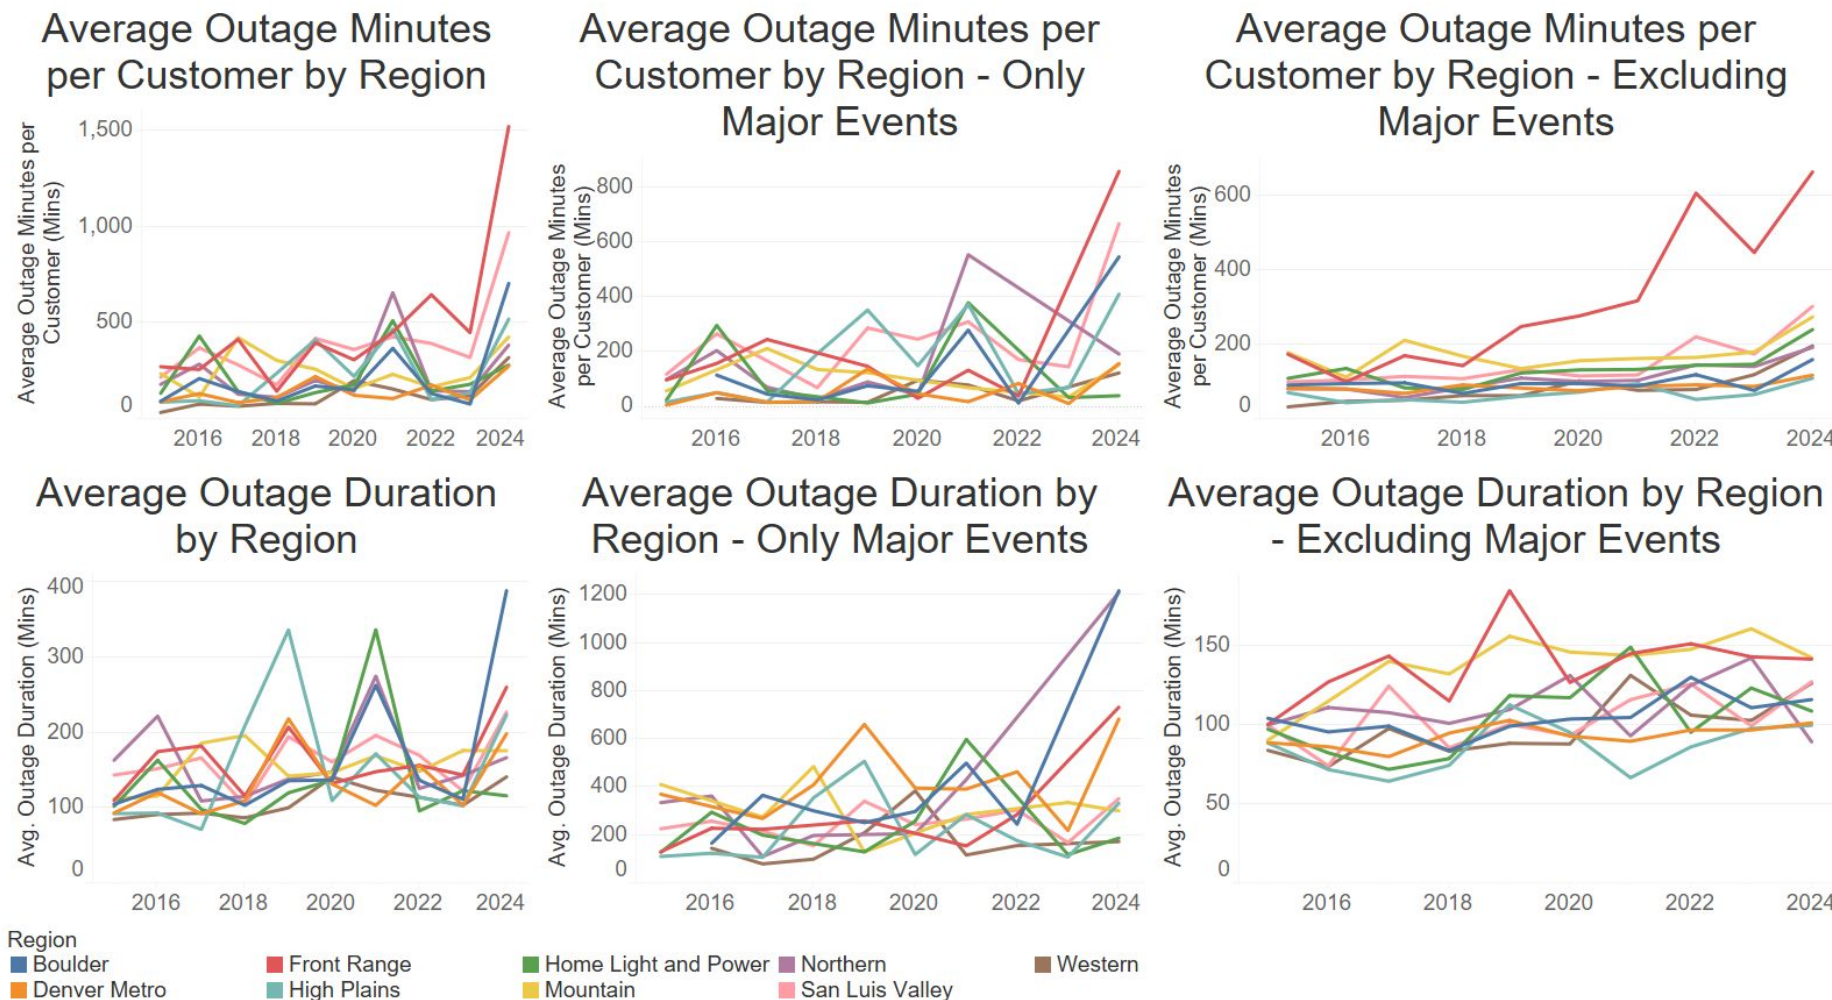 Average Outage Minutes
per Customer by Region
Average Outage Minutes per
Customer (Mins)
1,500
1,000
500
0
2016 2018 2020 2022 2024
Average Outage Minutes per
Customer by Region - Only
Major Events
Average Outage Minutes
per Customer (Mins)
800
600
400
200
0
2016 2018 2020 2022 2024
Average Outage Minutes per
Customer by Region - Excluding
Major Events
Average Outage Minutes
per Customer (Mins)
600
400
200
0
2016 2018 2020 2022 2024
Average Outage Duration
by Region
Avg. Outage Duration (Mins)
400
300
200
100
0
2016 2018 2020 2022 2024
Average Outage Duration by
Region - Only Major Events
Avg. Outage Duration (Mins)
1200
1000
800
600
400
200
0
2016 2018 2020 2022 2024
Average Outage Duration by Region
- Excluding Major Events
Avg. Outage Duration (Mins)
150
100
50
0
2016 2018 2020 2022 2024
Region
Boulder Front Range Home Light and Power Northern Western
Denver Metro High Plains Mountain San Luis Valley